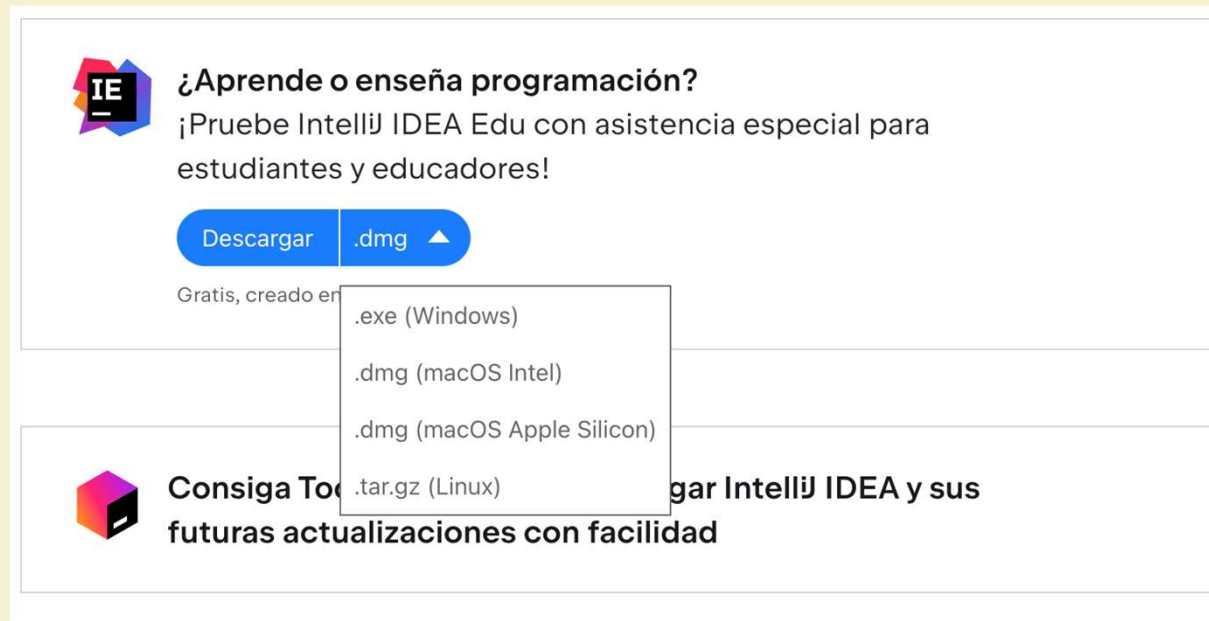 IE
¿Aprende o enseña programación?
¡Pruebe IntelliJ IDEA Edu con asistencia especial para
estudiantes y educadores!
Descargar .dmg
Gratis, creado en
.exe (Windows)
.dmg (macOS Intel)
.dmg (macOS Apple Silicon)
.tar.gz (Linux)
Consiga IntelliJ IDEA y sus
futuras actualizaciones con facilidad